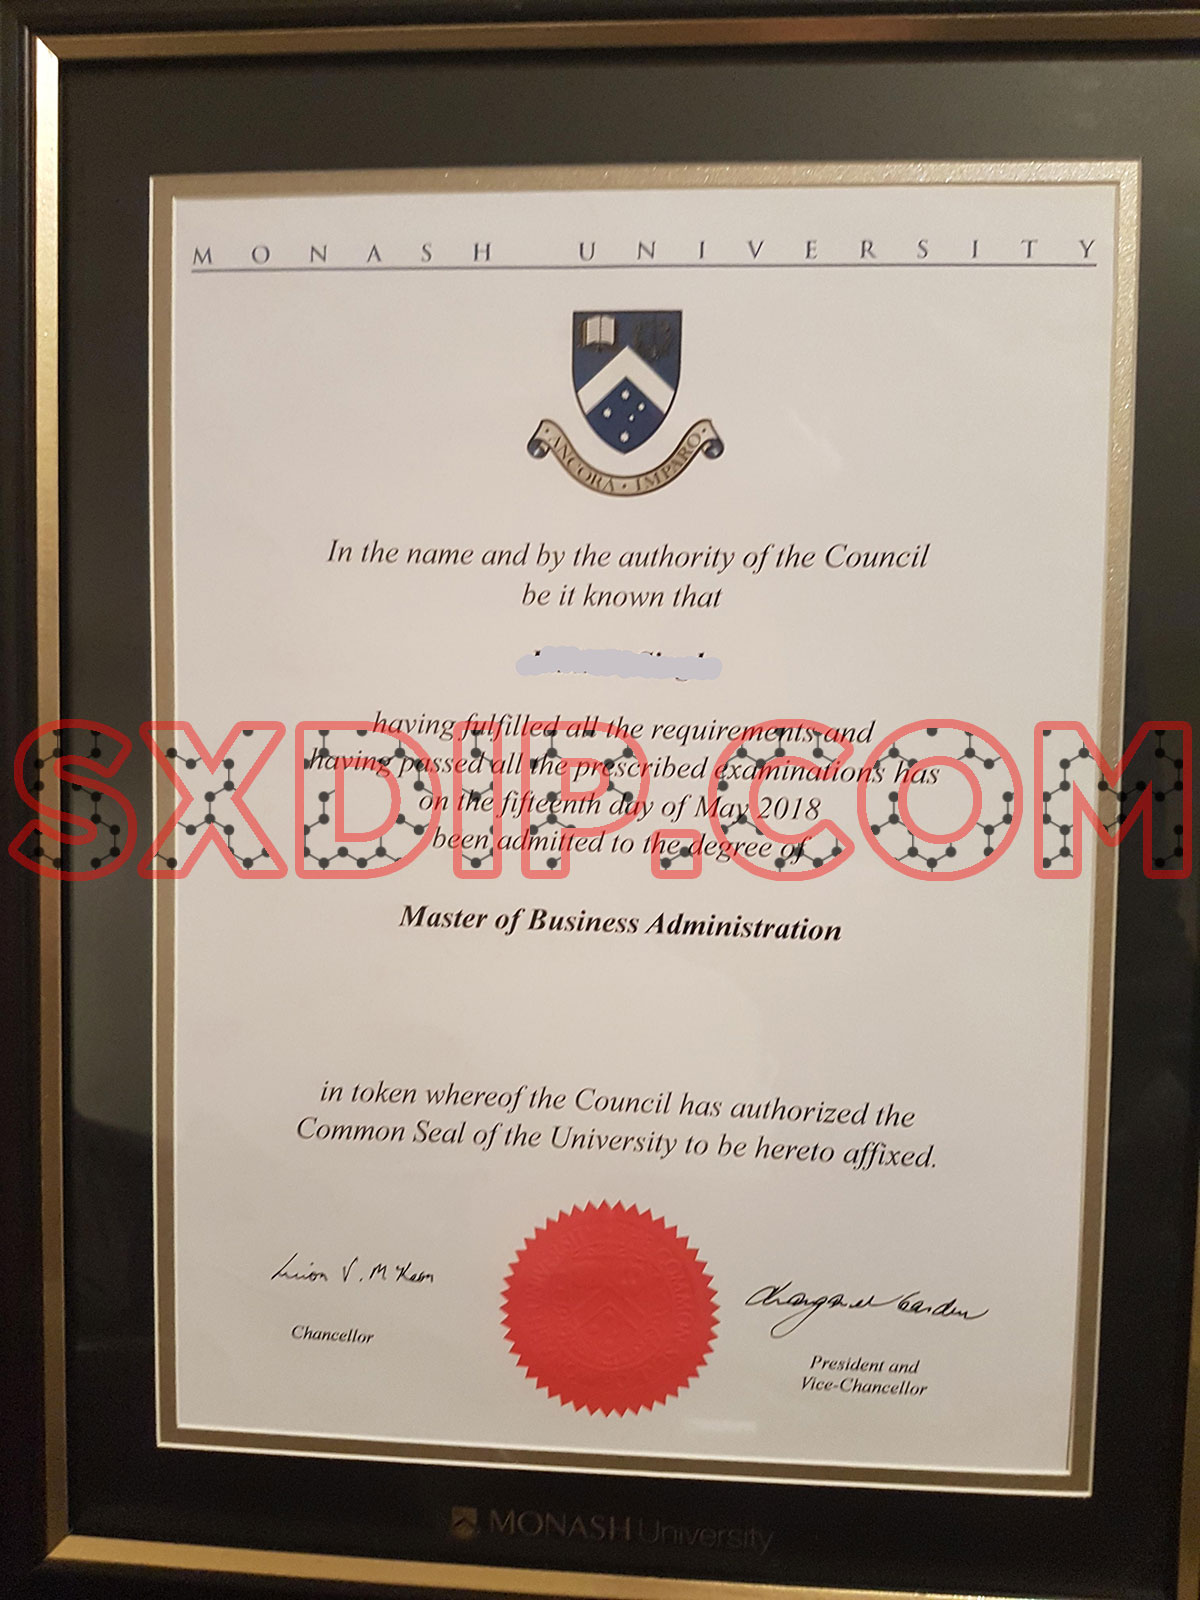 MONASH UNIVERSITY
ANCORA · IMPARO
In the name and by the authority of the Council
be it known that
having fulfilled all the requirements and
having passed all the prescribed examinations has
on the fifteenth day of May 2018
been admitted to the degree of
SXDIP.COM
Master of Business Administration
in token whereof the Council has authorized the
Common Seal of the University to be hereto affixed.
Chancellor
President and
Vice-Chancellor
MONASH University